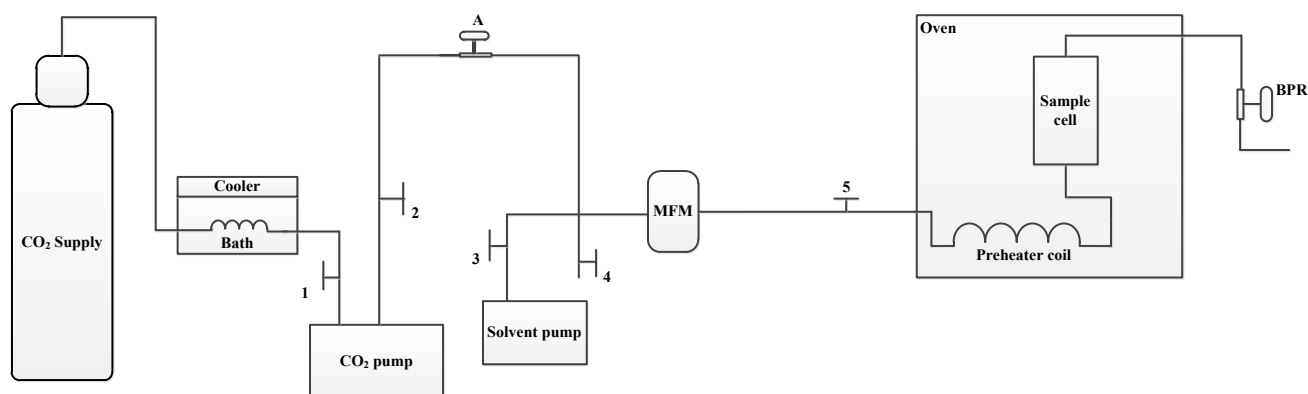 A
Oven
BPR
Sample
cell
Cooler
5
2
MFM
CO₂ Supply
Bath
3
Preheater coil
4
1
Solvent pump
CO₂ pump